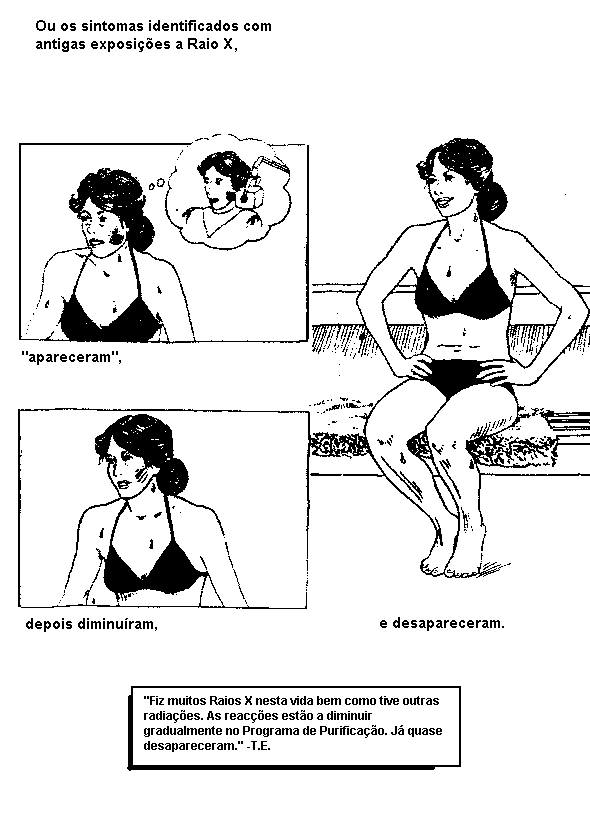 Ou os sintomas identificados com
antigas exposições a Raio X,
"apareceram",
depois diminuíram,
e desapareceram.
"Fiz muitos Raios X nesta vida bem como tive outras
radiações. As reacções estão a diminuir
gradualmente no Programa de Purificação. Já quase
desapareceram." -T.E.